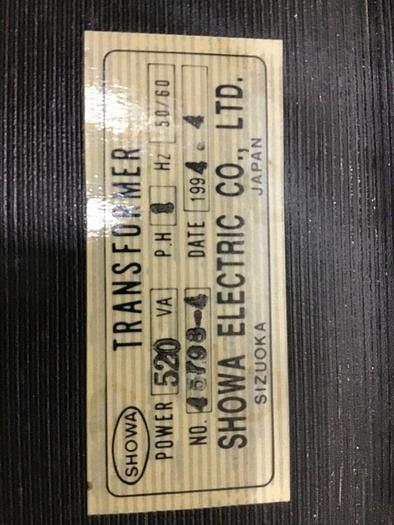 SHOWA TRANSFORMER
POWER 520 VA P.H 1 HZ 50/60
NO. 45798-4 DATE 1994.4
SHOWA ELECTRIC CO., LTD.
SIZUOKA JAPAN